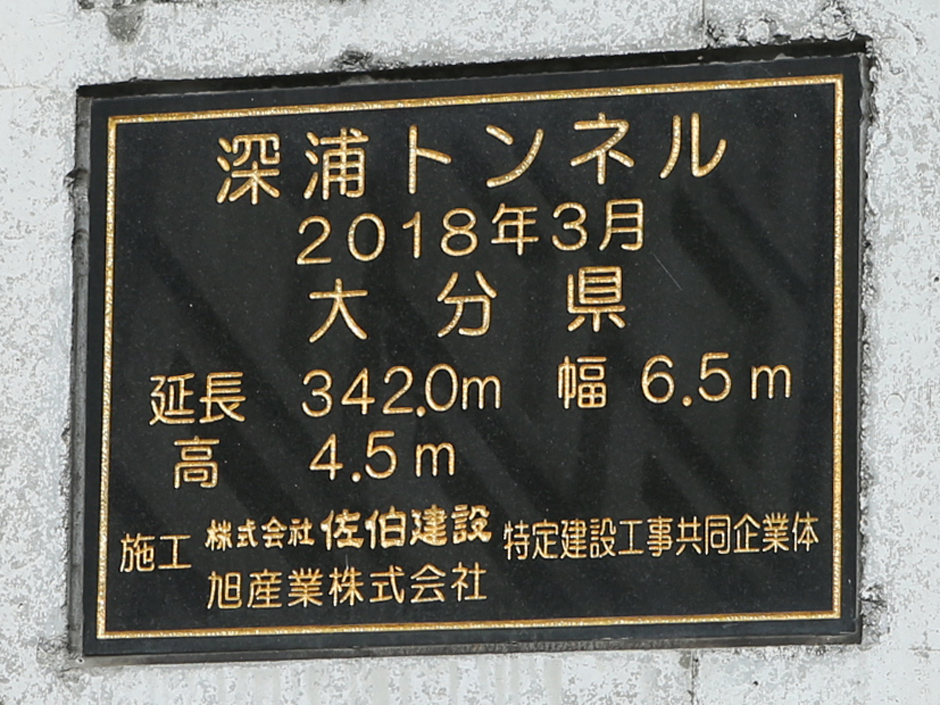 深浦トンネル
2018年3月
大分県
延長 342.0m 幅 6.5m
高 4.5m
施工 株式会社佐伯建設 特定建設工事共同企業体
旭産業株式会社